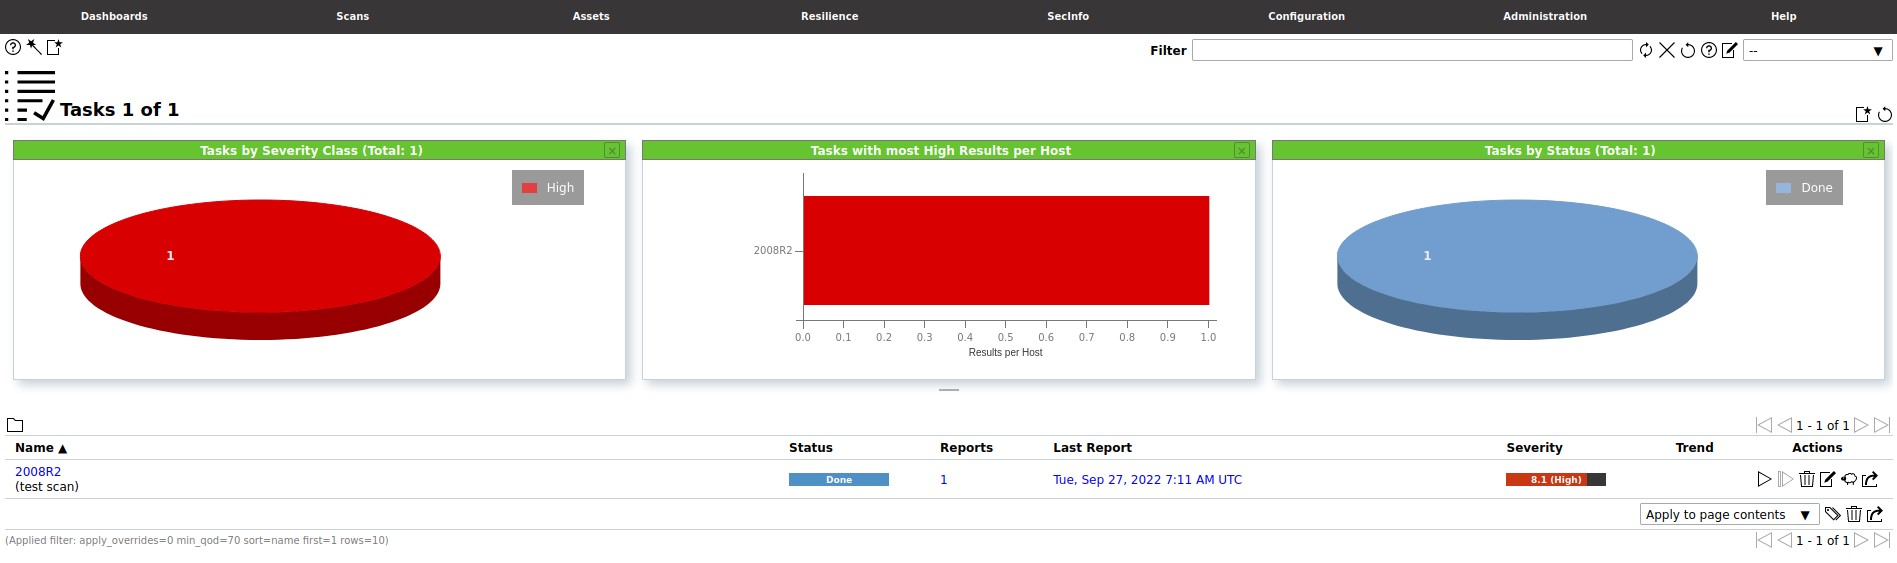 Dashboards Scans Assets Resilience SecInfo Configuration Administration Help
Filter --
Tasks 1 of 1
Tasks by Severity Class (Total: 1)
High
1
Tasks with most High Results per Host
2008R2
0.0 0.1 0.2 0.3 0.4 0.5 0.6 0.7 0.8 0.9 1.0
Results per Host
Tasks by Status (Total: 1)
Done
1
1 - 1 of 1
Name ▲ Status Reports Last Report Severity Trend Actions
2008R2 Done 1 Tue, Sep 27, 2022 7:11 AM UTC 8.1 (High)
(test scan)
Apply to page contents ▼
(Applied filter: apply_overrides=0 min_qod=70 sort=name first=1 rows=10) 1 - 1 of 1